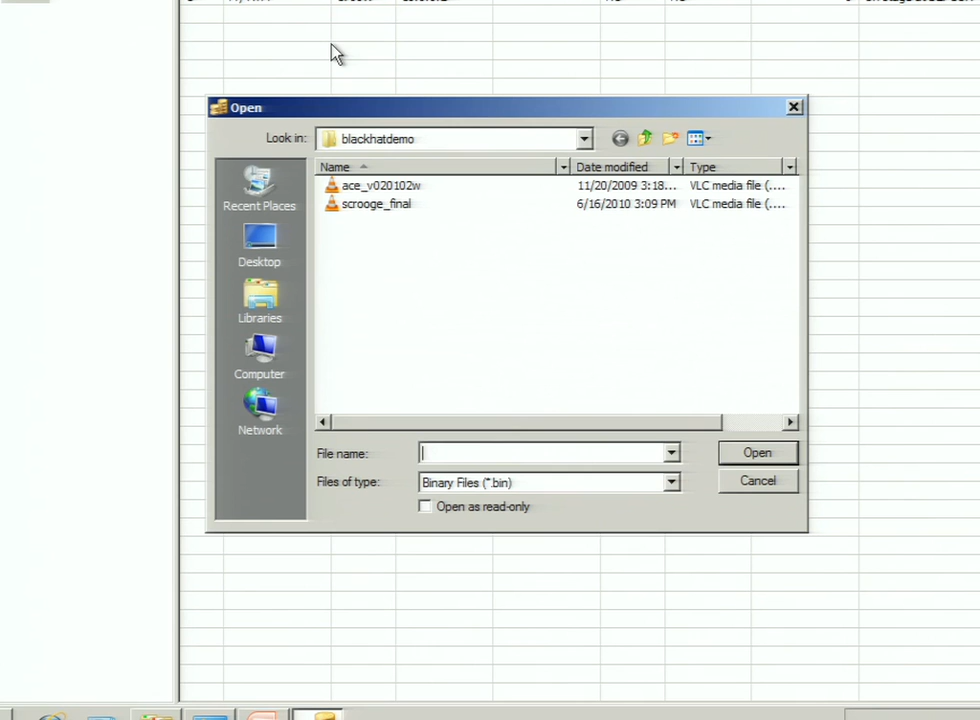 Open
Look in:
blackhatdemo
Name
Date modified
Type
ace_v020102w
11/20/2009 3:18...
VLC media file (....
scrooge_final
6/16/2010 3:09 PM
VLC media file (....
Recent Places
Desktop
Libraries
Computer
Network
File name:
Open
Files of type:
Binary Files (*.bin)
Cancel
Open as read-only